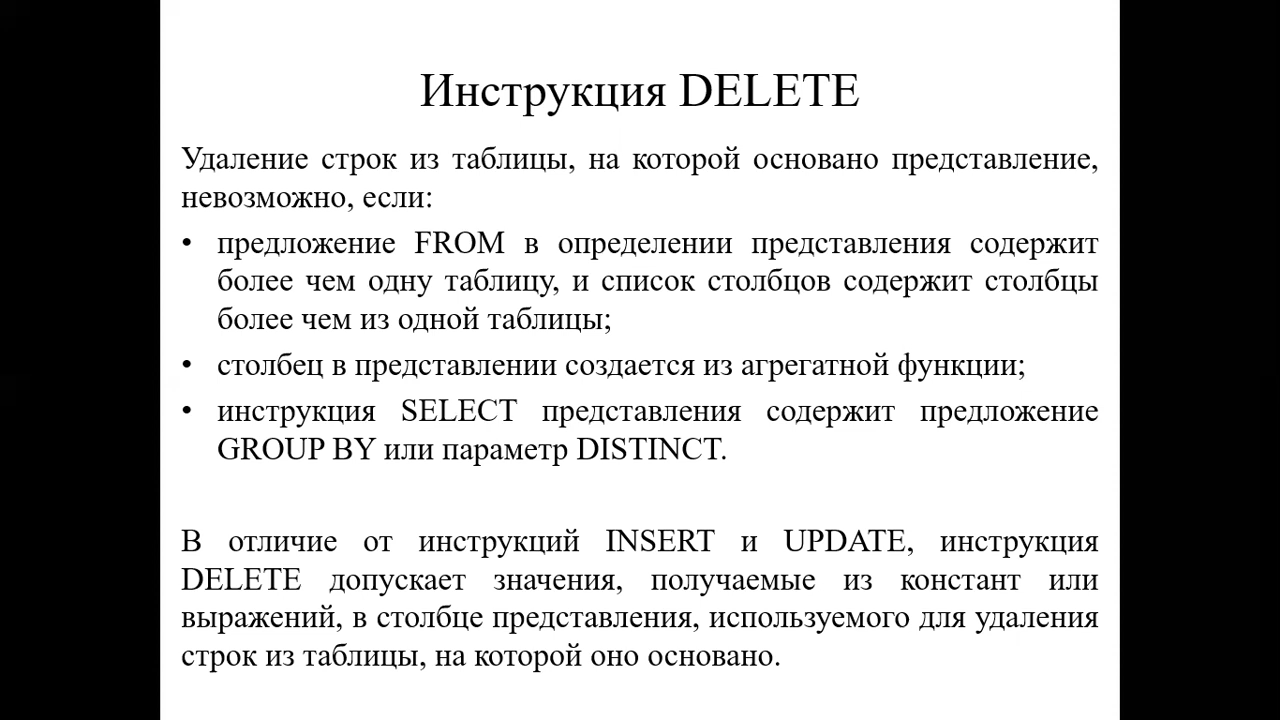 Инструкция DELETE
Удаление строк из таблицы, на которой основано представление,
невозможно, если:
• предложение FROM в определении представления содержит
более чем одну таблицу, и список столбцов содержит столбцы
более чем из одной таблицы;
• столбец в представлении создается из агрегатной функции;
• инструкция SELECT представления содержит предложение
GROUP BY или параметр DISTINCT.
В отличие от инструкций INSERT и UPDATE, инструкция
DELETE допускает значения, получаемые из констант или
выражений, в столбце представления, используемого для удаления
строк из таблицы, на которой оно основано.